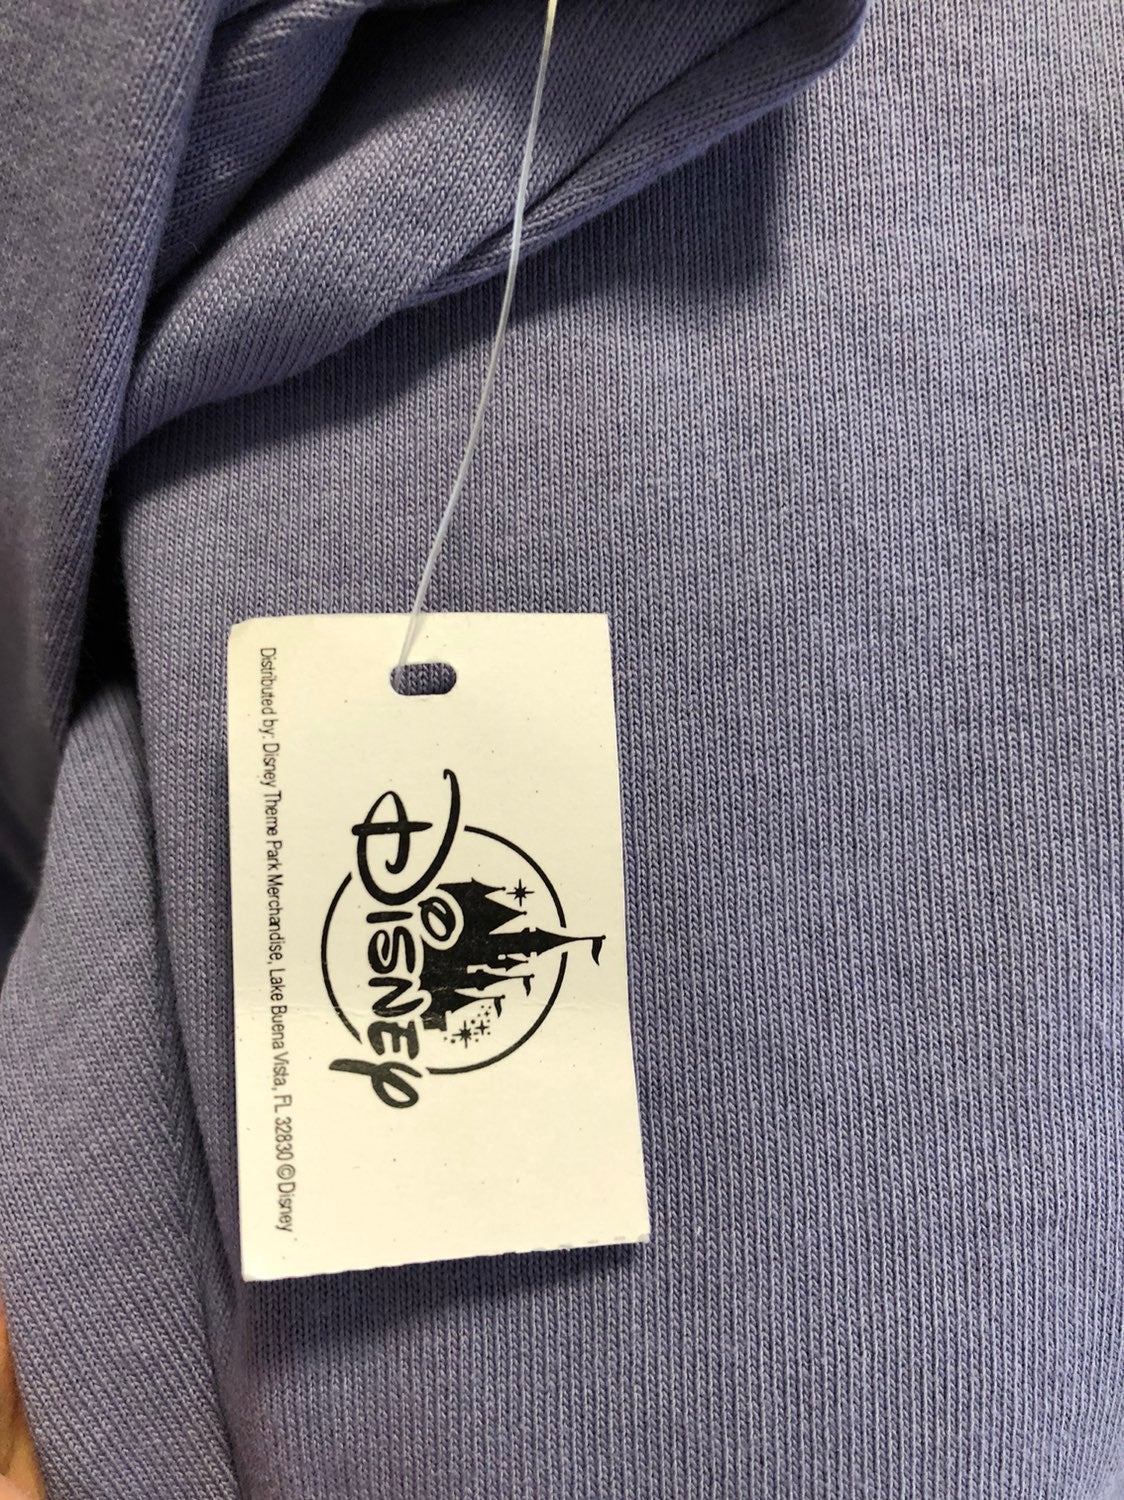 DISNEY
Distributed by: Disney Theme Park Merchandise, Lake Buena Vista, FL 32830 ©Disney